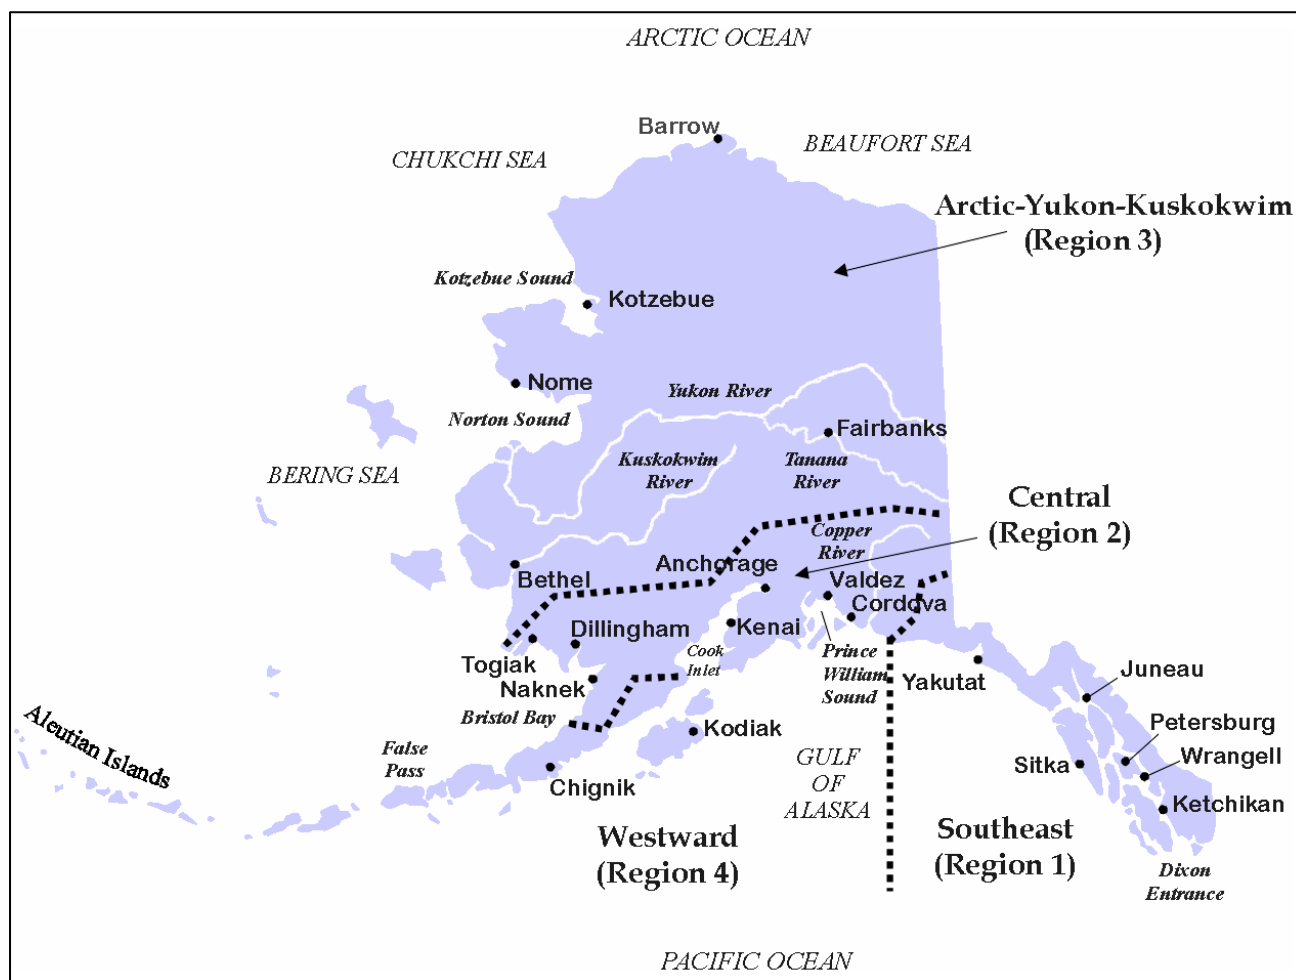 ARCTIC OCEAN
Barrow
BEAUFORT SEA
CHUKCHI SEA
Arctic-Yukon-Kuskokwim
(Region 3)
Kotzebue Sound
Kotzebue
Nome
Yukon River
Norton Sound
Fairbanks
BERING SEA
Kuskokwim
River
Tanana
River
Central
(Region 2)
Copper
River
Anchorage
Bethel
Valdez
Cordova
Dillingham
Kenai
Togiak
Cook
Inlet
Prince
William
Sound
Naknek
Yakutat
Juneau
Bristol Bay
Kodiak
Petersburg
Wrangell
Aleutian Islands
False
Pass
Chignik
GULF
OF
ALASKA
Sitka
Ketchikan
Westward
(Region 4)
Southeast
(Region 1)
Dixon
Entrance
PACIFIC OCEAN